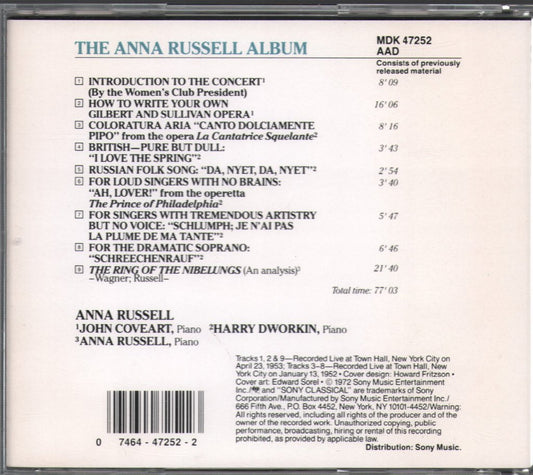 THE ANNA RUSSELL ALBUM
MDK 47252
AAD
Consists of previously
released material
1 INTRODUCTION TO THE CONCERT¹ 8' 09
(By the Women's Club President)
2 HOW TO WRITE YOUR OWN 16' 06
GILBERT AND SULLIVAN OPERA¹
3 COLORATURA ARIA "CANTO DOLCIAMENTE 8' 16
PIPO" from the opera La Cantatrice Squelante²
4 BRITISH—PURE BUT DULL: 3' 43
"I LOVE THE SPRING"²
5 RUSSIAN FOLK SONG: "DA, NYET, DA, NYET"² 2' 54
6 FOR LOUD SINGERS WITH NO BRAINS: 3' 40
"AH, LOVER!" from the operetta
The Prince of Philadelphia²
7 FOR SINGERS WITH TREMENDOUS ARTISTRY 5' 47
BUT NO VOICE: "SCHLUMPH; JE N'AI PAS
LA PLUME DE MA TANTE"²
8 FOR THE DRAMATIC SOPRANO: 6' 46
"SCHREECHENRAUF"²
9 THE RING OF THE NIBELUNGS (An analysis)³ 21' 40
–Wagner; Russell–
Total time: 77' 03
ANNA RUSSELL
¹JOHN COVEART, Piano ²HARRY DWORKIN, Piano
³ANNA RUSSELL, Piano
Tracks 1, 2 & 9—Recorded Live at Town Hall, New York City on
April 23, 1953; Tracks 3–8—Recorded Live at Town Hall, New
York City on January 13, 1952 • Cover design: Howard Fritzson •
Cover art: Edward Sorel • © 1972 Sony Music Entertainment
Inc./ and "SONY CLASSICAL" are trademarks of Sony
Corporation/Manufactured by Sony Music Entertainment Inc./
666 Fifth Ave., P.O. Box 4452, New York, NY 10101-4452/Warning:
All rights reserved, including all rights of the producer and of the
owner of the recorded work. Unauthorized copying, public
performance, broadcasting, hiring or rental of this recording
prohibited, as provided by applicable law.
Distribution: Sony Music.
0 7464 - 47252 - 2